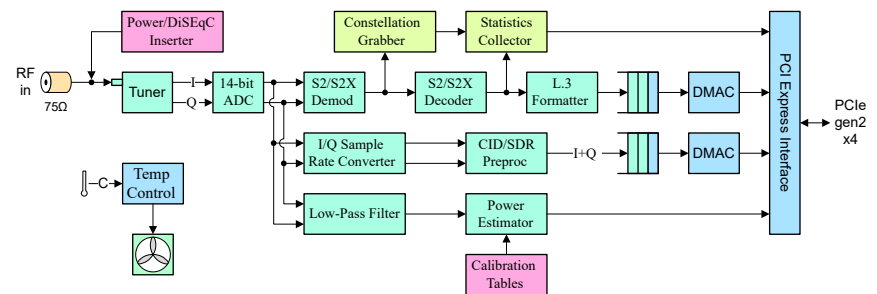 Power/DiSEqC
Inserter
Constellation
Grabber
Statistics
Collector
RF
in
75Ω
Tuner
I
Q
14-bit
ADC
S2/S2X
Demod
S2/S2X
Decoder
L.3
Formatter
DMAC
PCI Express Interface
PCIe
gen2
x4
I/Q Sample
Rate Converter
CID/SDR
Preproc
I+Q
DMAC
C
Temp
Control
Low-Pass Filter
Power
Estimator
Calibration
Tables